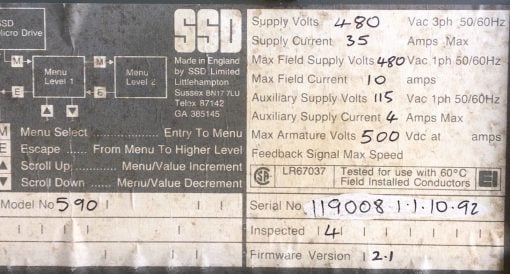 SSD
Micro Drive
M
Menu
Level 1
M
Menu
Level 2
E
E
SSD
Made in England
by SSD Limited
Littlehampton
Sussex BN17 7LU
Telex 87142
GA 365145
M Menu Select ............... Entry To Menu
E Escape ...... From Menu To Higher Level
Scroll Up ......... Menu/Value Increment
Scroll Down ...... Menu/Value Decrement
Model No 590
Supply Volts 480 Vac 3ph 50/60Hz
Supply Current 35 Amps Max
Max Field Supply Volts 480 Vac 1ph 50/60Hz
Max Field Current 10 amps
Auxiliary Supply Volts 115 Vac 1ph 50/60Hz
Auxiliary Supply Current 4 Amps Max
Max Armature Volts 500 Vdc at amps
Feedback Signal Max Speed
LR67037
Tested for use with 60°C
Field Installed Conductors
Serial No 119008.1.1.10.92
Inspected 4
Firmware Version 2.1